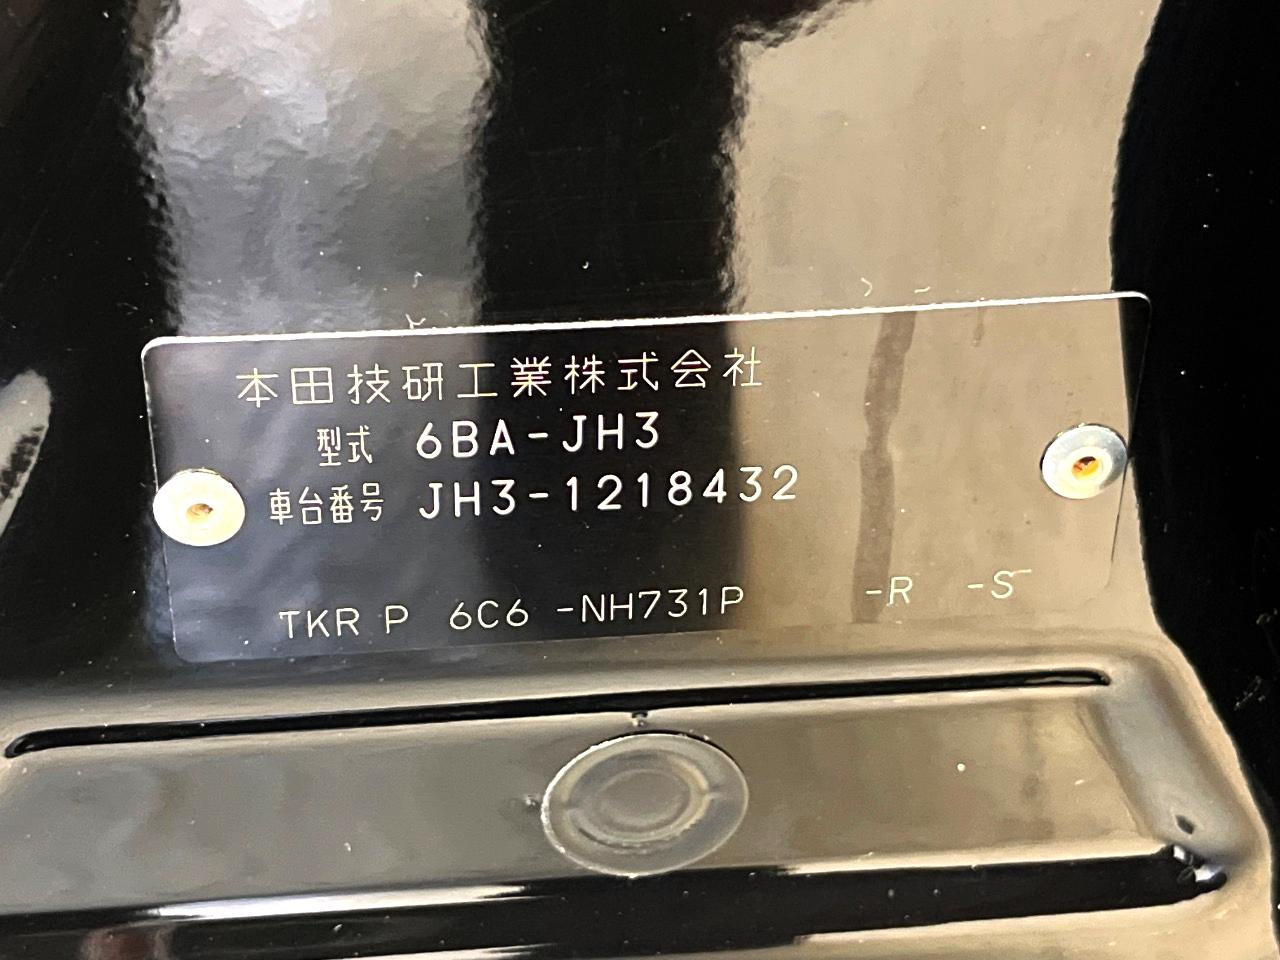 本田技研工業株式会社
型式 6BA-JH3
車台番号 JH3-1218432
TKR P 6C6 -NH731P -R -S